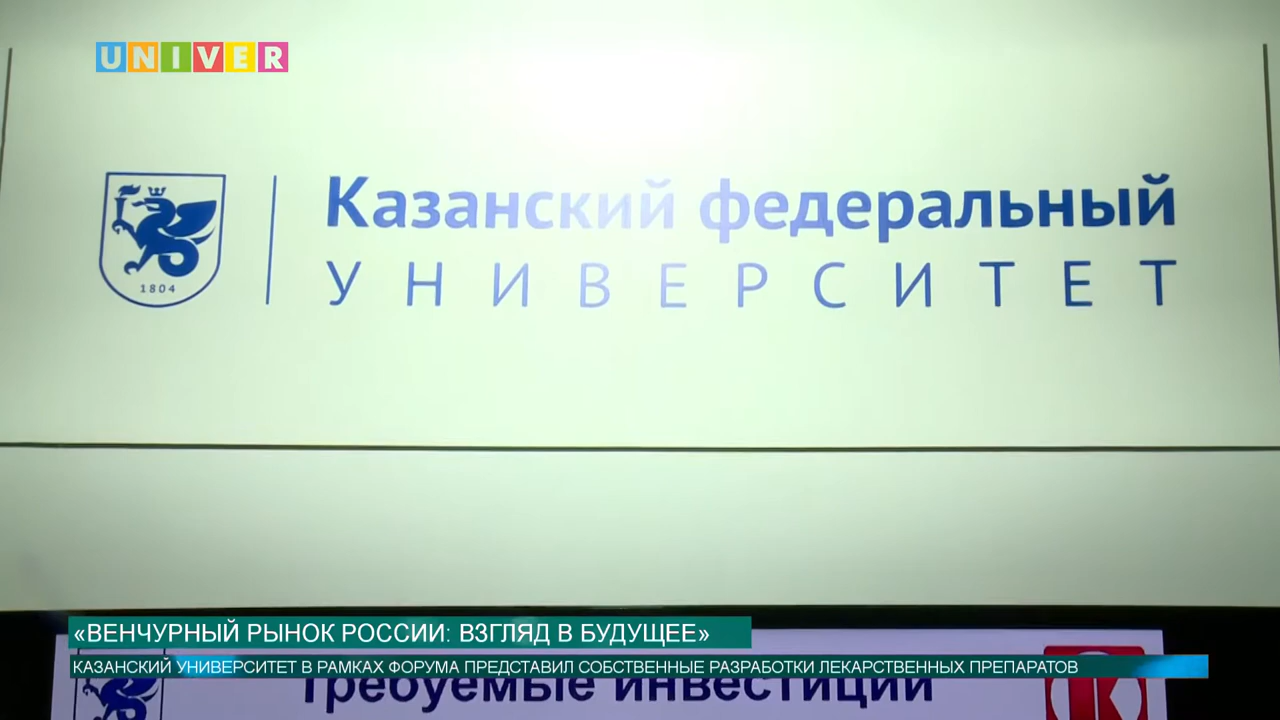 UNIVER
Казанский федеральный
УНИВЕРСИТЕТ
1804
«ВЕНЧУРНЫЙ РЫНОК РОССИИ: ВЗГЛЯД В БУДУЩЕЕ»
КАЗАНСКИЙ УНИВЕРСИТЕТ В РАМКАХ ФОРУМА ПРЕДСТАВИЛ СОБСТВЕННЫЕ РАЗРАБОТКИ ЛЕКАРСТВЕННЫХ ПРЕПАРАТОВ
Требуемые инвестиции